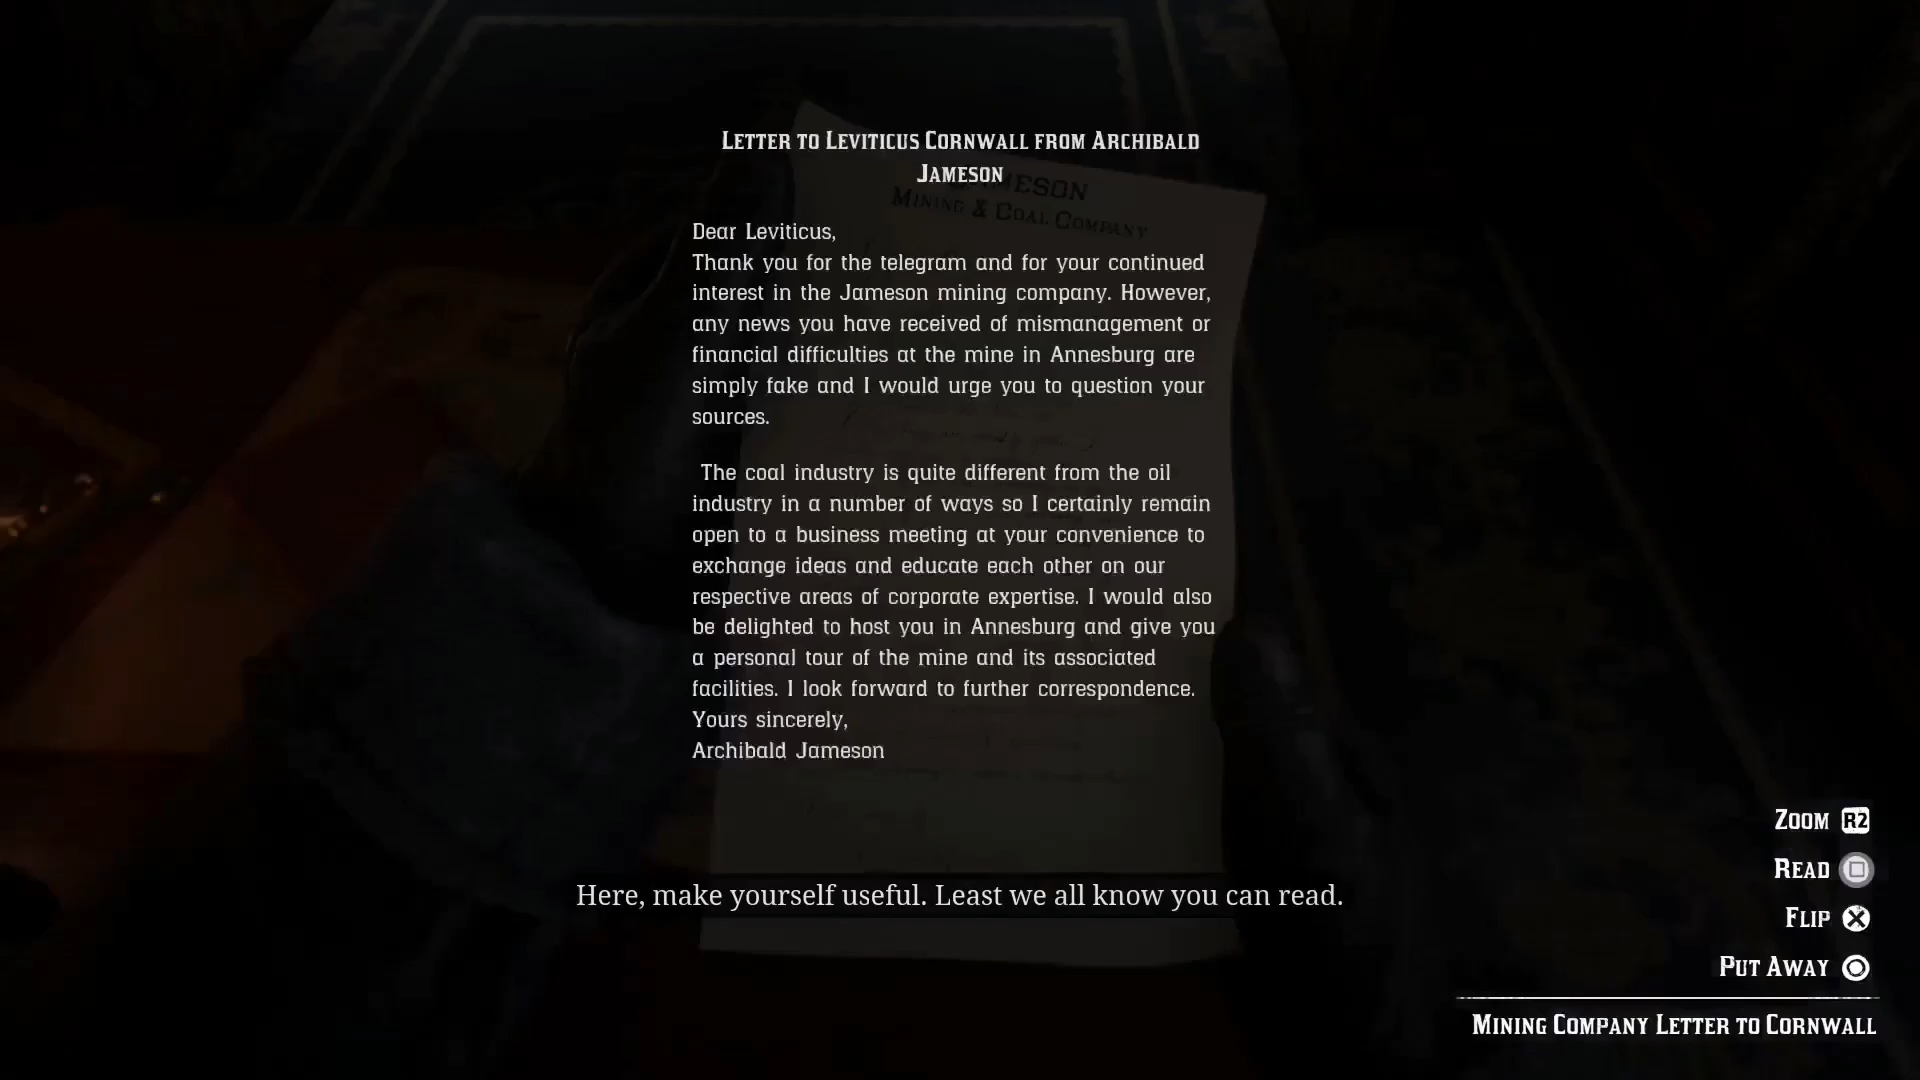 LETTER TO LEVITICUS CORNWALL FROM ARCHIBALD
JAMESON
JAMESON
MINING & COAL COMPANY
Dear Leviticus,
Thank you for the telegram and for your continued
interest in the Jameson mining company. However,
any news you have received of mismanagement or
financial difficulties at the mine in Annesburg are
simply fake and I would urge you to question your
sources.
The coal industry is quite different from the oil
industry in a number of ways so I certainly remain
open to a business meeting at your convenience to
exchange ideas and educate each other on our
respective areas of corporate expertise. I would also
be delighted to host you in Annesburg and give you
a personal tour of the mine and its associated
facilities. I look forward to further correspondence.
Yours sincerely,
Archibald Jameson
Here, make yourself useful. Least we all know you can read.
ZOOM R2
READ
FLIP
PUT AWAY
MINING COMPANY LETTER TO CORNWALL